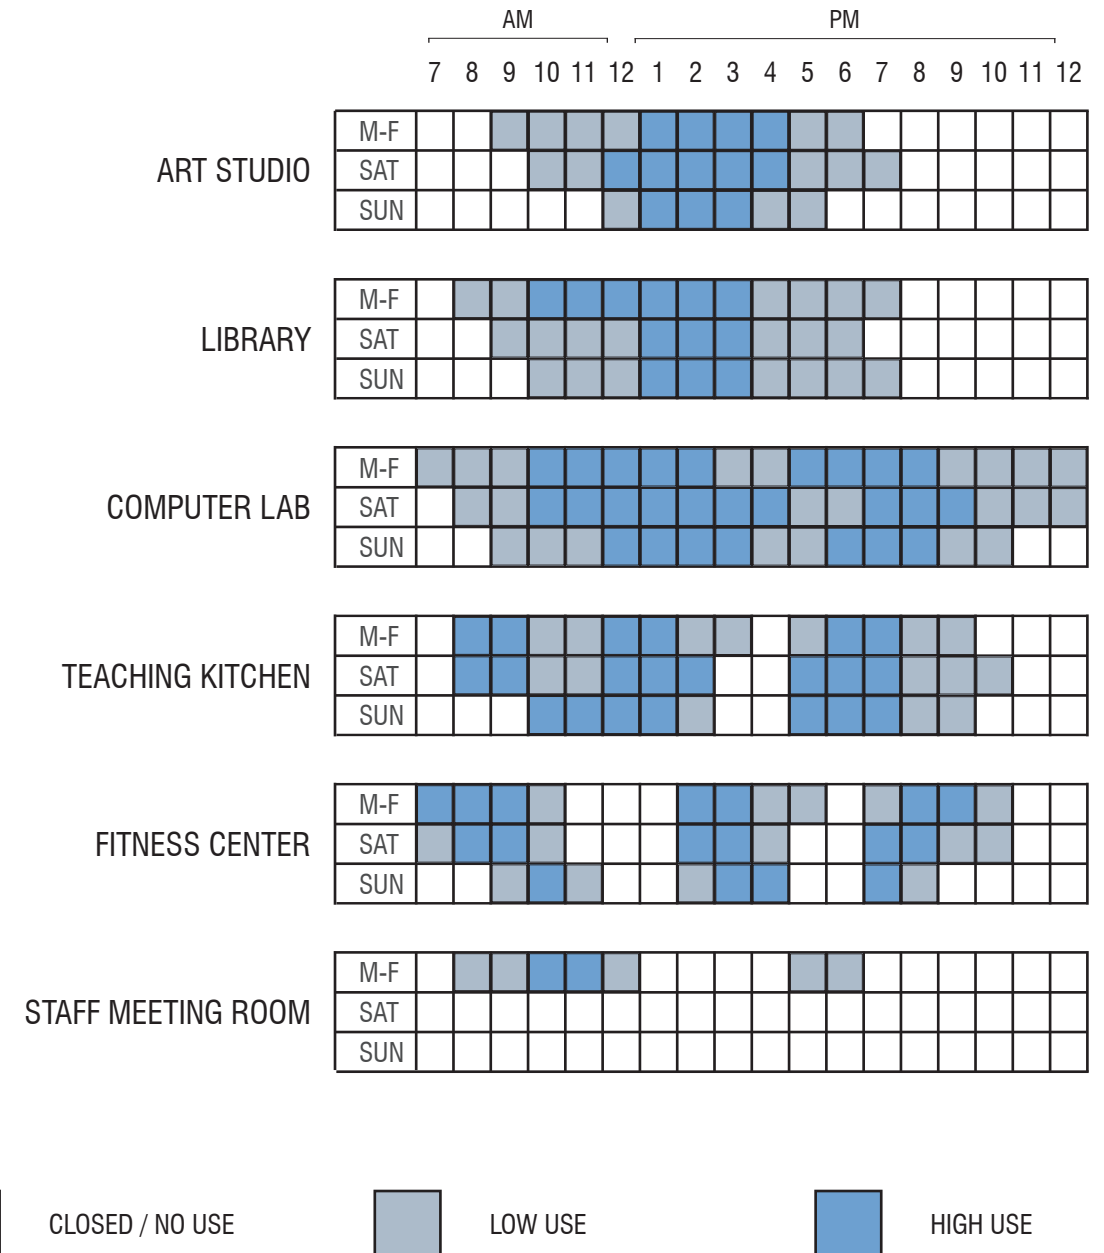 AM PM
7 8 9 10 11 12 1 2 3 4 5 6 7 8 9 10 11 12
M-F
ART STUDIO SAT
SUN
M-F
LIBRARY SAT
SUN
M-F
COMPUTER LAB SAT
SUN
M-F
TEACHING KITCHEN SAT
SUN
M-F
FITNESS CENTER SAT
SUN
M-F
STAFF MEETING ROOM SAT
SUN
CLOSED / NO USE LOW USE HIGH USE